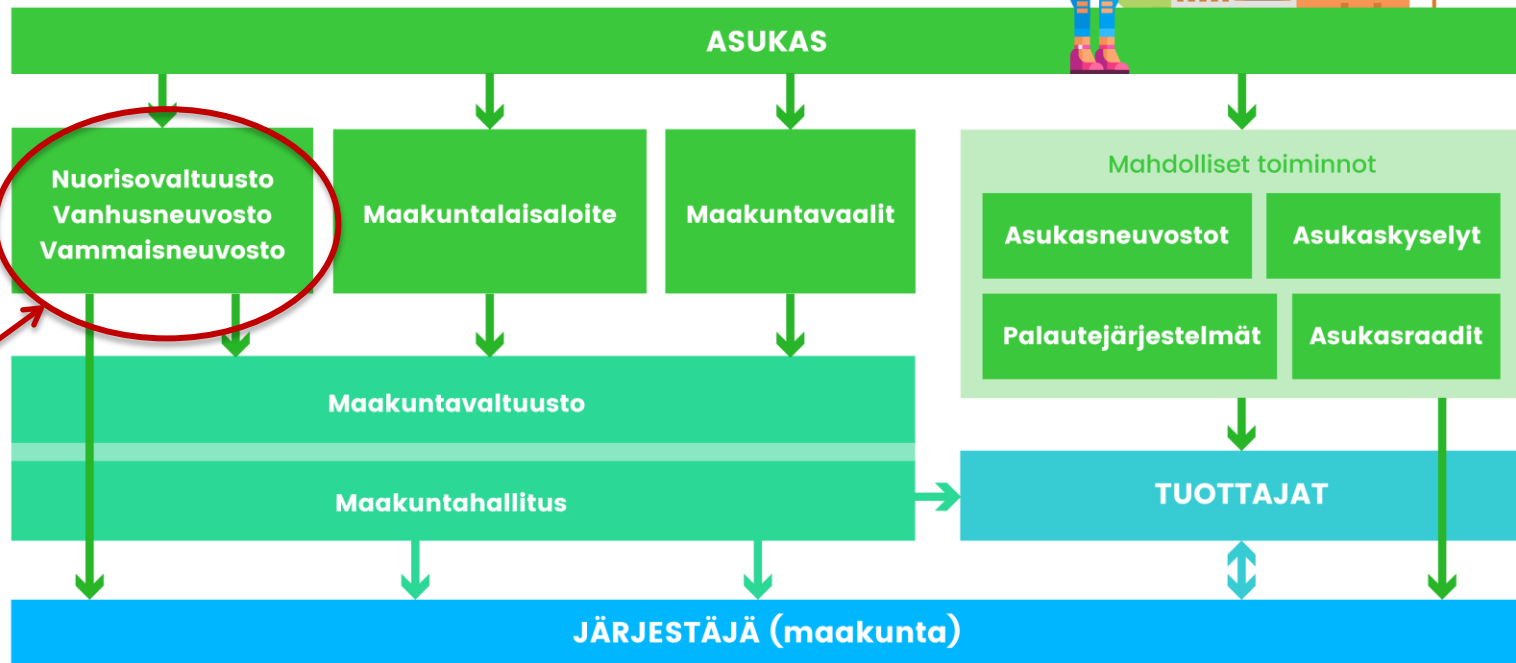 ASUKAS
Nuorisovaltuusto
Vanhusneuvosto
Vammaisneuvosto
Maakuntalaisaloite
Maakuntavaalit
Mahdolliset toiminnot
Asukasneuvostot
Asukaskyselyt
Palautejärjestelmät
Asukasraadit
Maakuntavaltuusto
Maakuntahallitus
TUOTTAJAT
JÄRJESTÄJÄ (maakunta)